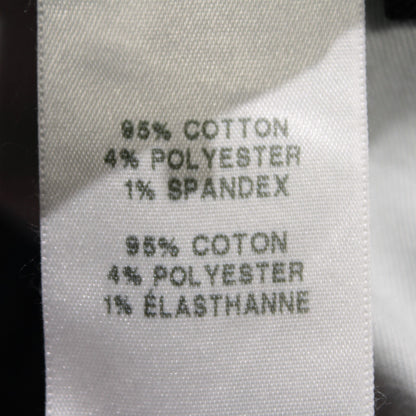 95% COTTON
4% POLYESTER
1% SPANDEX
95% COTON
4% POLYESTER
1% ÉLASTHANNE